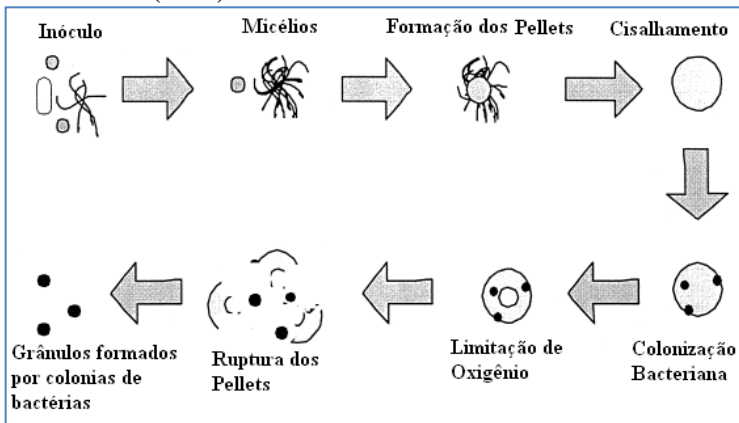 Inóculo
Micélios
Formação dos Pellets
Cisalhamento
Grânulos formados
por colonias de
bactérias
Ruptura dos
Pellets
Limitação de
Oxigênio
Colonização
Bacteriana